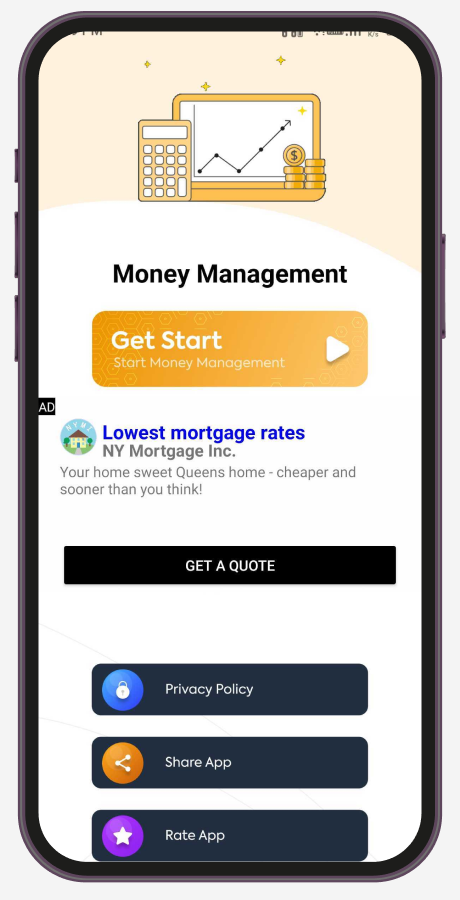 Money Management
Get Start
Start Money Management
AD
NYMI
Lowest mortgage rates
NY Mortgage Inc.
Your home sweet Queens home - cheaper and
sooner than you think!
GET A QUOTE
Privacy Policy
Share App
Rate App